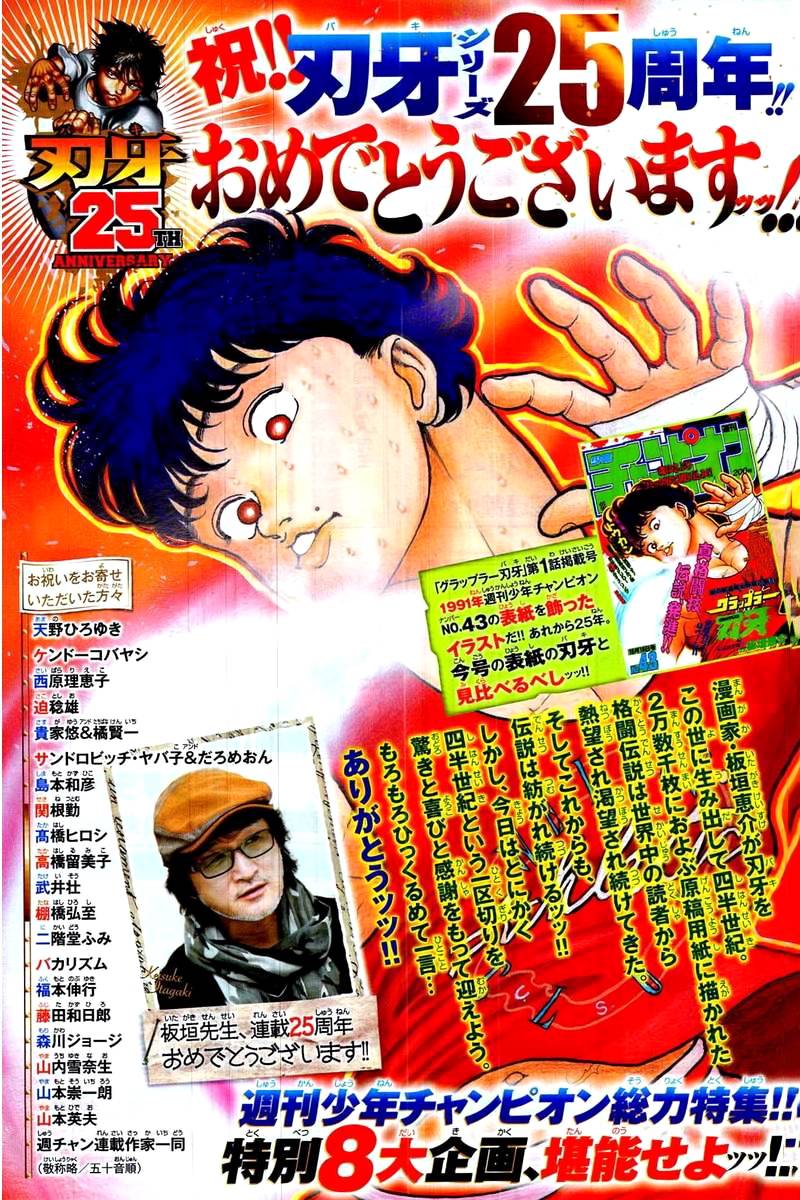 祝!!刃牙シリーズ25周年!!
おめでとうございますッッ!!!
刃牙
25TH
ANNIVERSARY
お祝いをお寄せ
いただいた方々
天野ひろゆき
ケンドーコバヤシ
西原理恵子
迫稔雄
貴家悠&橘賢一
サンドロビッチ・ヤバ子&だろめおん
島本和彦
関根勤
髙橋ヒロシ
高橋留美子
武井壮
棚橋弘至
二階堂ふみ
バカリズム
福本伸行
藤田和日郎
森川ジョージ
山内雪奈生
山本崇一朗
山本英夫
週チャン連載作家一同
(敬称略/五十音順)
「グラップラー刃牙」第1話掲載号
1991年週刊少年チャンピオン
NO.43の表紙を飾った
イラストだ!! あれから25年。
今号の表紙の刃牙と
見比べるべしッッ!!
チャンピオン
グラップラー
刃牙
漫画家・板垣恵介が刃牙を
この世に生み出して四半世紀。
2万数千枚におよぶ原稿用紙に描かれた
格闘伝説は世界中の読者から
熱望され渇望され続けてきた。
そしてこれからも、
伝説は紡がれ続けるッッ!!
しかし、今日はとにかく
四半世紀という一区切りを、
驚きと喜びと感謝をもって迎えよう。
もろもろひっくるめて一言…
ありがとうッッ!!
Keisuke
Itagaki
板垣先生、連載25周年
おめでとうございます!!
週刊少年チャンピオン総力特集!!
特別8大企画、堪能せよッッ!!